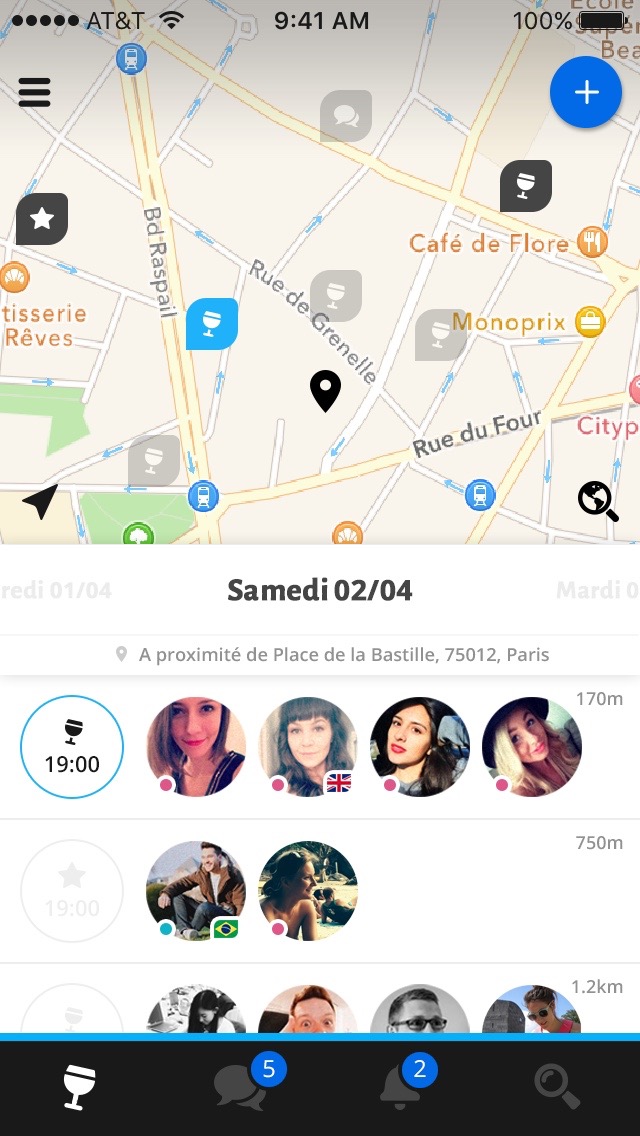 AT&T 9:41 AM 100%
École
Super
Bea
Bd Raspail
Café de Flore
Rue de Grenelle
tisserie
Rêves
Monoprix
Rue du Four
Cityp
redi 01/04
Samedi 02/04
Mardi 0
A proximité de Place de la Bastille, 75012, Paris
170m
19:00
750m
19:00
1.2km
5
2